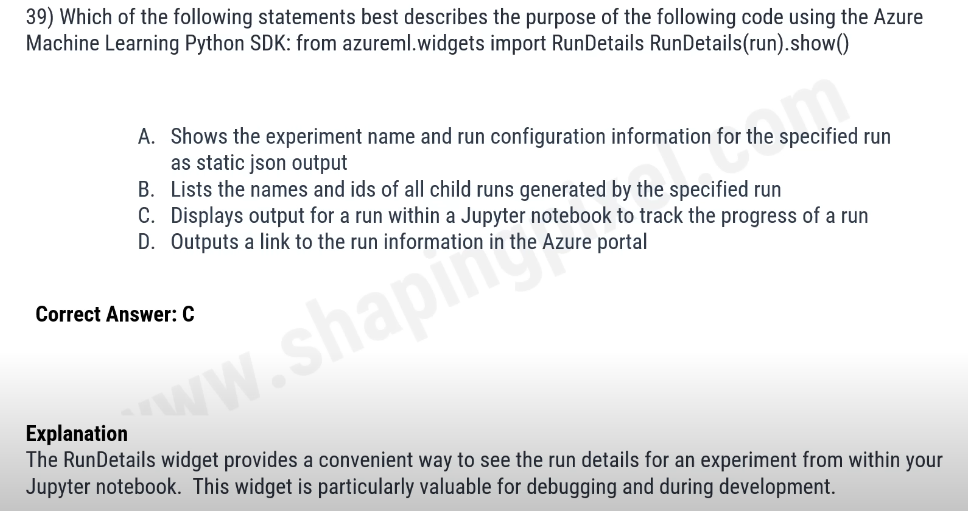 39) Which of the following statements best describes the purpose of the following code using the Azure
Machine Learning Python SDK: from azureml.widgets import RunDetails RunDetails(run).show()
A. Shows the experiment name and run configuration information for the specified run
as static json output
B. Lists the names and ids of all child runs generated by the specified run
C. Displays output for a run within a Jupyter notebook to track the progress of a run
D. Outputs a link to the run information in the Azure portal
Correct Answer: C
www.shapingpixel.com
Explanation
The RunDetails widget provides a convenient way to see the run details for an experiment from within your
Jupyter notebook. This widget is particularly valuable for debugging and during development.